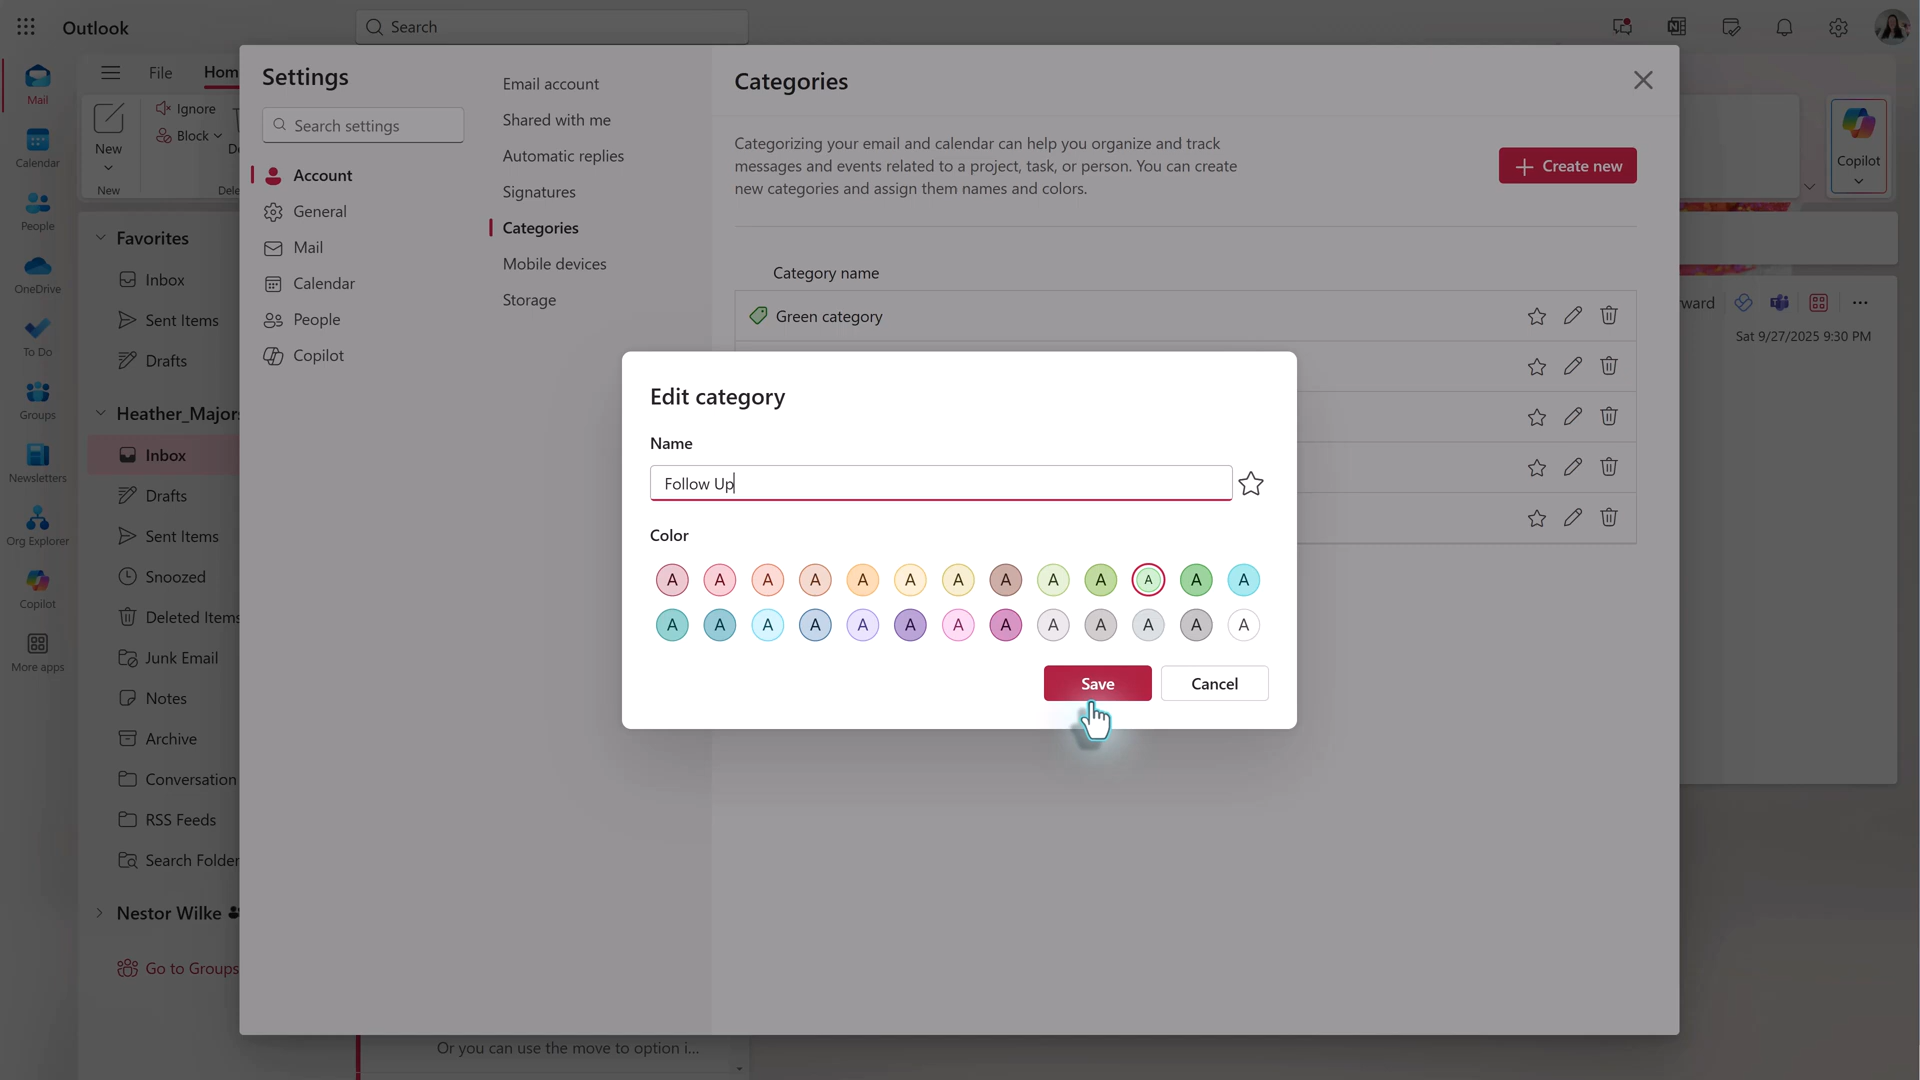 Outlook
Search
File
Hom
Mail
Calendar
People
OneDrive
To Do
Groups
Newsletters
Org Explorer
Copilot
More apps
New
New
Ignore
Block
De
Dele
Favorites
Inbox
Sent Items
Drafts
Heather_Majors
Inbox
Drafts
Sent Items
Snoozed
Deleted Items
Junk Email
Notes
Archive
Conversation
RSS Feeds
Search Folder
Nestor Wilke
Go to Groups
Settings
Search settings
Account
General
Mail
Calendar
People
Copilot
Email account
Shared with me
Automatic replies
Signatures
Categories
Mobile devices
Storage
Categories
Categorizing your email and calendar can help you organize and track
messages and events related to a project, task, or person. You can create
new categories and assign them names and colors.
Create new
Category name
Green category
Edit category
Name
Follow Up
Color
A A A A A A A A A A A A A
A A A A A A A A A A A A A
Save
Cancel
Copilot
ward
Sat 9/27/2025 9:30 PM
Or you can use the move to option i...